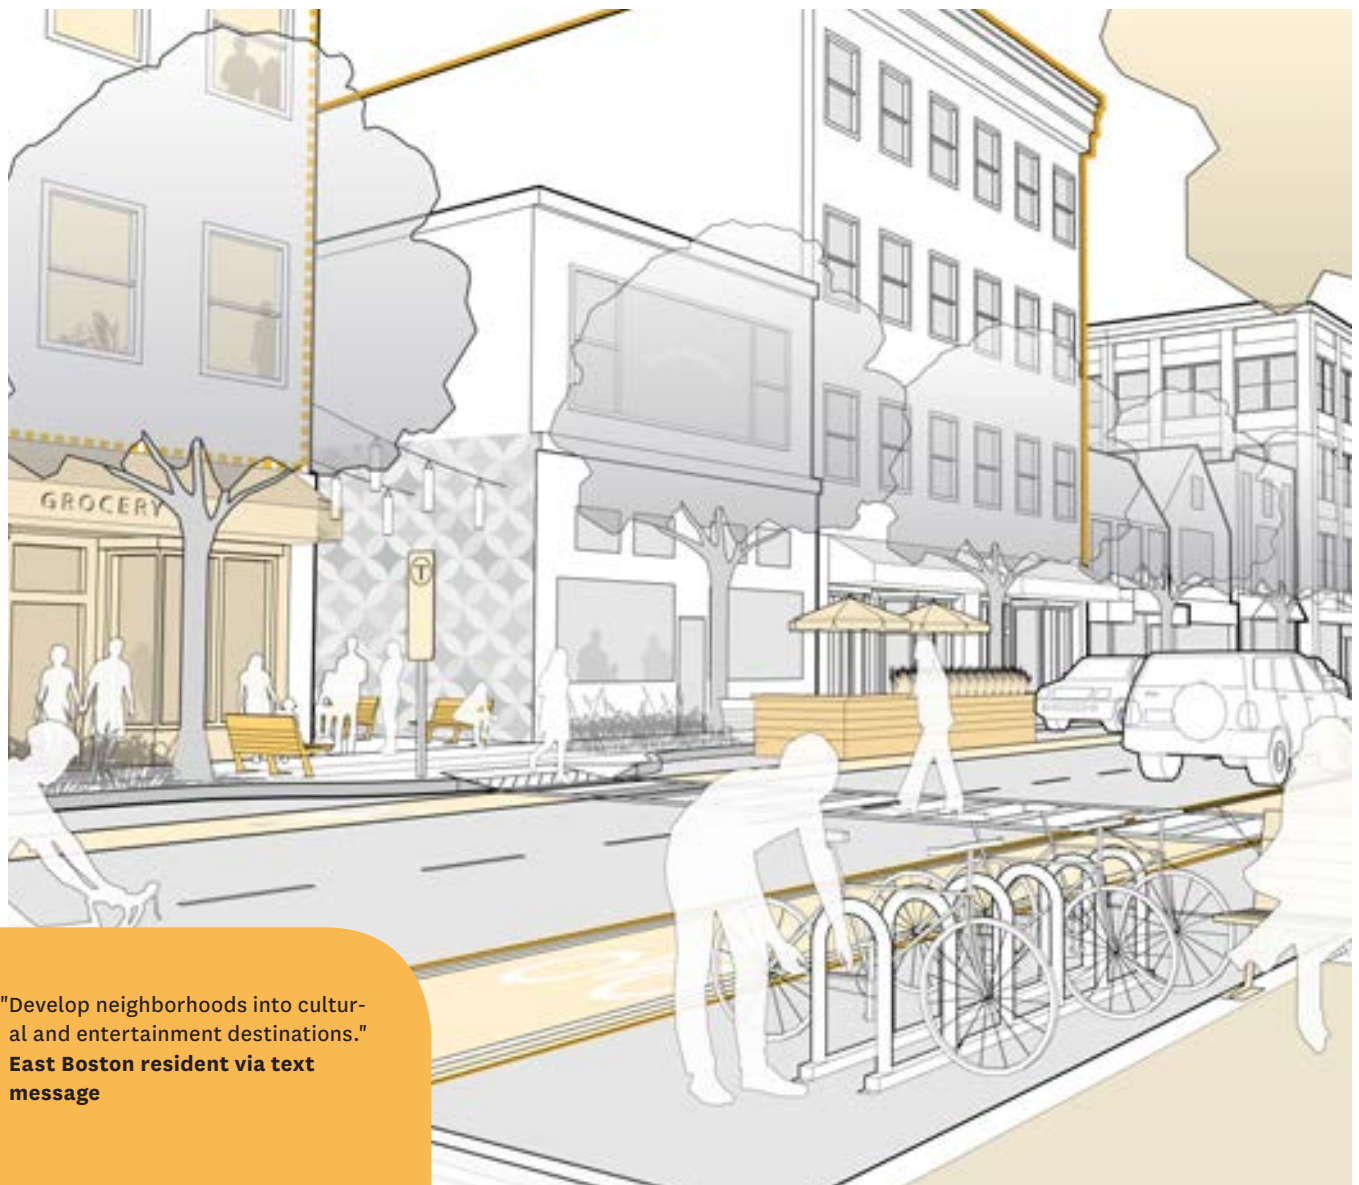 GROCERY
T
"Develop neighborhoods into cultur-
al and entertainment destinations."
East Boston resident via text
message